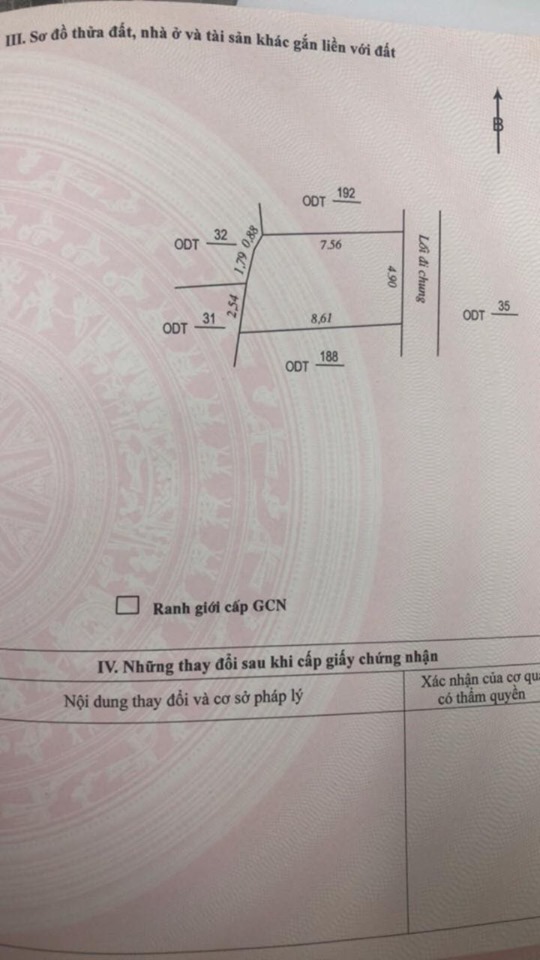 III. Sơ đồ thửa đất, nhà ở và tài sản khác gắn liền với đất
B
ODT 192
ODT 32
0,88
7.56
1,79
4,90
Lối đi chung
2,54
ODT 31
8,61
ODT 35
ODT 188
Ranh giới cấp GCN
IV. Những thay đổi sau khi cấp giấy chứng nhận
Nội dung thay đổi và cơ sở pháp lý
Xác nhận của cơ qua
có thẩm quyền